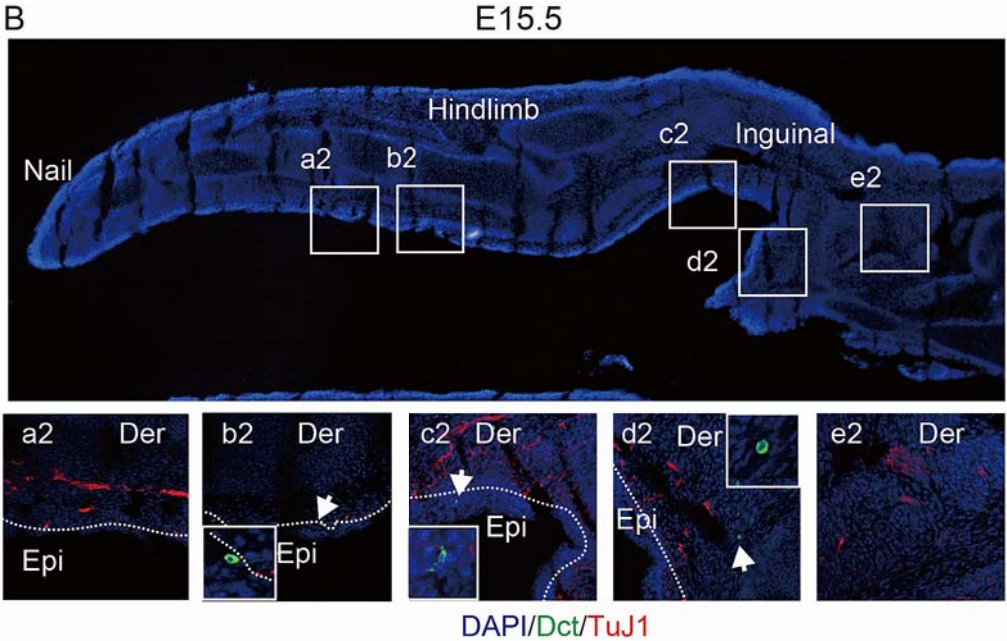 B
E15.5
Hindlimb
Inguinal
Nail
a2
b2
c2
d2
e2
a2 Der
Epi
b2 Der
Epi
c2 Der
Epi
d2 Der
Epi
e2 Der
DAPI/Dct/TuJ1